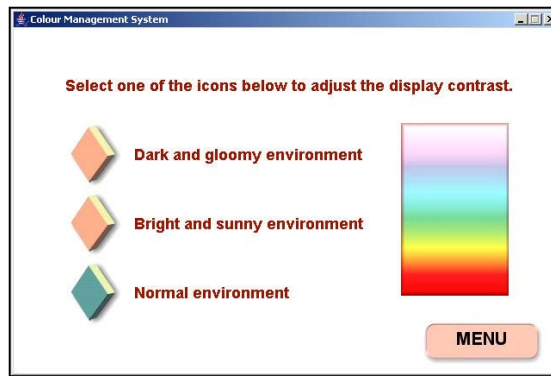 Colour Management System
Select one of the icons below to adjust the display contrast.
Dark and gloomy environment
Bright and sunny environment
Normal environment
MENU